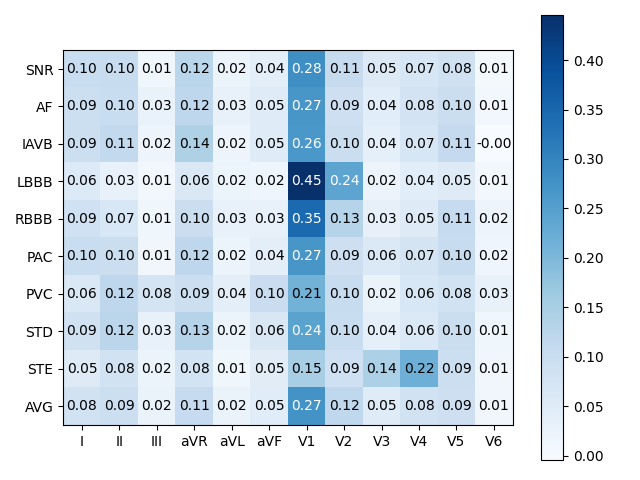 SNR 0.10 0.10 0.01 0.12 0.02 0.04 0.28 0.11 0.05 0.07 0.08 0.01
AF 0.09 0.10 0.03 0.12 0.03 0.05 0.27 0.09 0.04 0.08 0.10 0.01
IAVB 0.09 0.11 0.02 0.14 0.02 0.05 0.26 0.10 0.04 0.07 0.11 -0.00
LBBB 0.06 0.03 0.01 0.06 0.02 0.02 0.45 0.24 0.02 0.04 0.05 0.01
RBBB 0.09 0.07 0.01 0.10 0.03 0.03 0.35 0.13 0.03 0.05 0.11 0.02
PAC 0.10 0.10 0.01 0.12 0.02 0.04 0.27 0.09 0.06 0.07 0.10 0.02
PVC 0.06 0.12 0.08 0.09 0.04 0.10 0.21 0.10 0.02 0.06 0.08 0.03
STD 0.09 0.12 0.03 0.13 0.02 0.06 0.24 0.10 0.04 0.06 0.10 0.01
STE 0.05 0.08 0.02 0.08 0.01 0.05 0.15 0.09 0.14 0.22 0.09 0.01
AVG 0.08 0.09 0.02 0.11 0.02 0.05 0.27 0.12 0.05 0.08 0.09 0.01
I II III aVR aVL aVF V1 V2 V3 V4 V5 V6
0.40
0.35
0.30
0.25
0.20
0.15
0.10
0.05
0.00